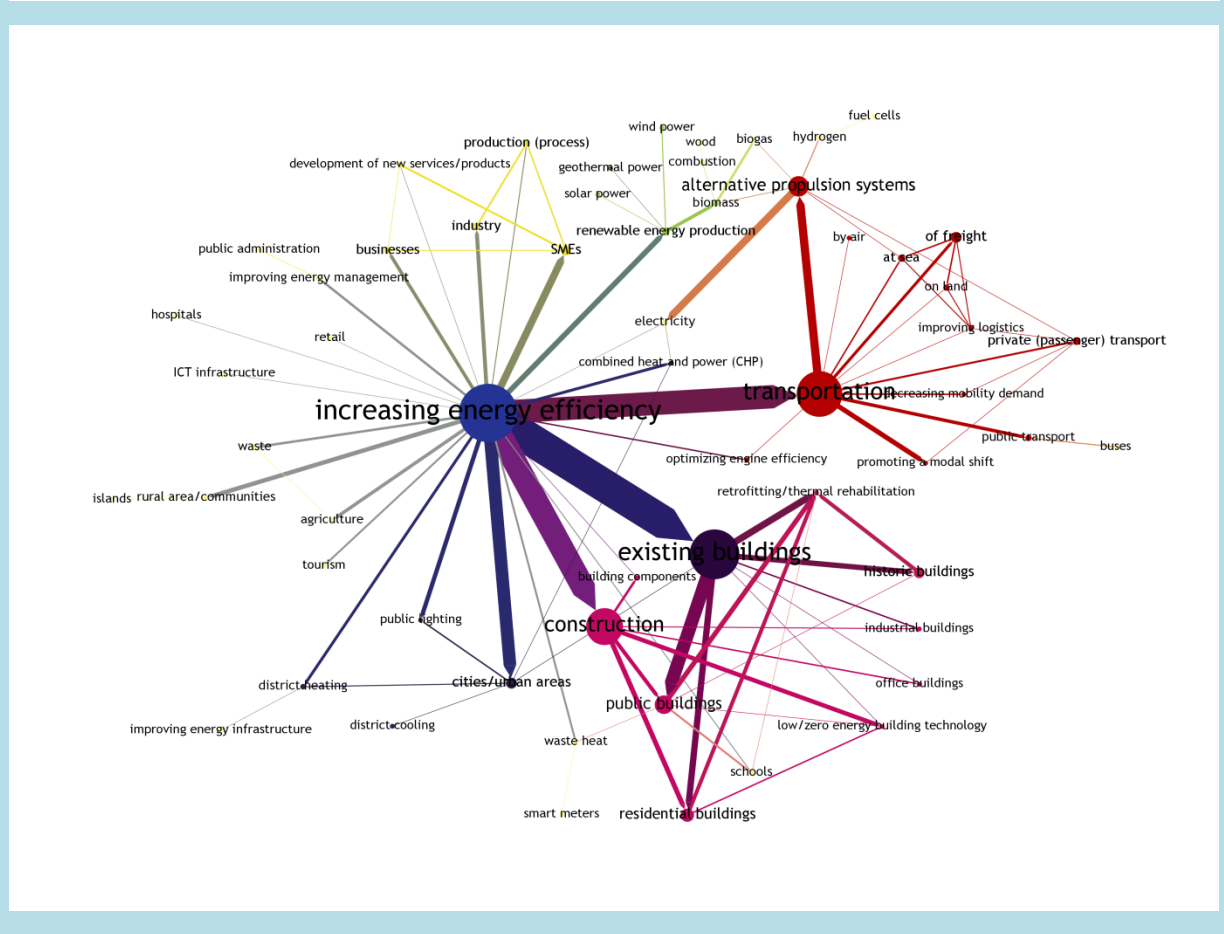 fuel cells
wind power
hydrogen
biogas
wood
production (process)
combustion
development of new services/products
geothermal power
alternative propulsion systems
solar power
biomass
industry
renewable energy production
by air
of freight
public administration
businesses
SMEs
at sea
improving energy management
on land
hospitals
electricity
improving logistics
retail
private (passenger) transport
combined heat and power (CHP)
ICT infrastructure
transportation
decreasing mobility demand
increasing energy efficiency
public transport
buses
waste
optimizing engine efficiency
promoting a modal shift
retrofitting/thermal rehabilitation
islands
rural area/communities
agriculture
existing buildings
tourism
historic buildings
building components
public lighting
construction
industrial buildings
district heating
cities/urban areas
office buildings
public buildings
improving energy infrastructure
district cooling
low/zero energy building technology
waste heat
schools
smart meters
residential buildings